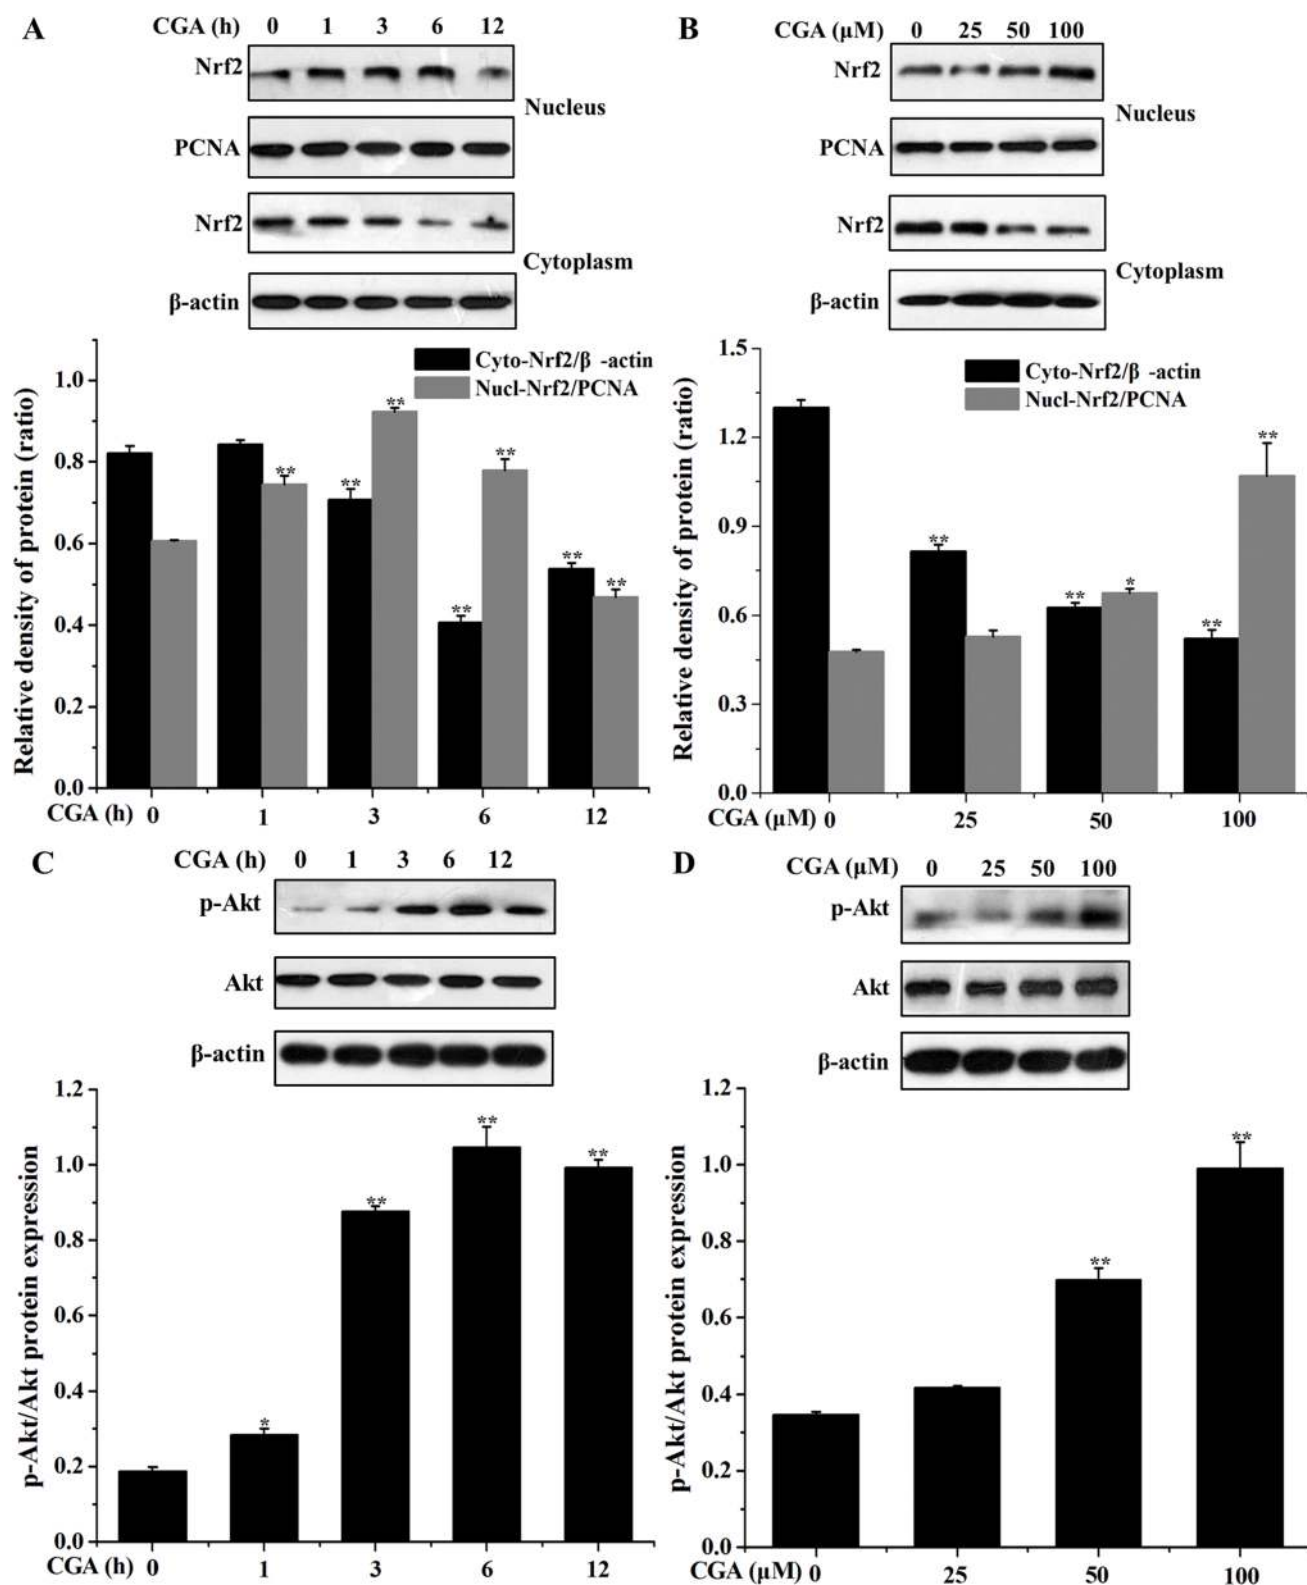 A
CGA (h) 0 1 3 6 12
Nrf2
Nucleus
PCNA
Nrf2
Cytoplasm
β-actin
Cyto-Nrf2/β -actin
Nucl-Nrf2/PCNA
Relative density of protein (ratio)
1.0
0.8
0.6
0.4
0.2
0.0
** ** ** ** ** ** **
CGA (h) 0 1 3 6 12
B
CGA (μM) 0 25 50 100
Nrf2
Nucleus
PCNA
Nrf2
Cytoplasm
β-actin
Cyto-Nrf2/β -actin
Nucl-Nrf2/PCNA
Relative density of protein (ratio)
1.5
1.2
0.9
0.6
0.3
0.0
** ** * ** **
CGA (μM) 0 25 50 100
C
CGA (h) 0 1 3 6 12
p-Akt
Akt
β-actin
p-Akt/Akt protein expression
1.2
1.0
0.8
0.6
0.4
0.2
0.0
* ** ** **
CGA (h) 0 1 3 6 12
D
CGA (μM) 0 25 50 100
p-Akt
Akt
β-actin
p-Akt/Akt protein expression
1.2
1.0
0.8
0.6
0.4
0.2
0.0
** **
CGA (μM) 0 25 50 100